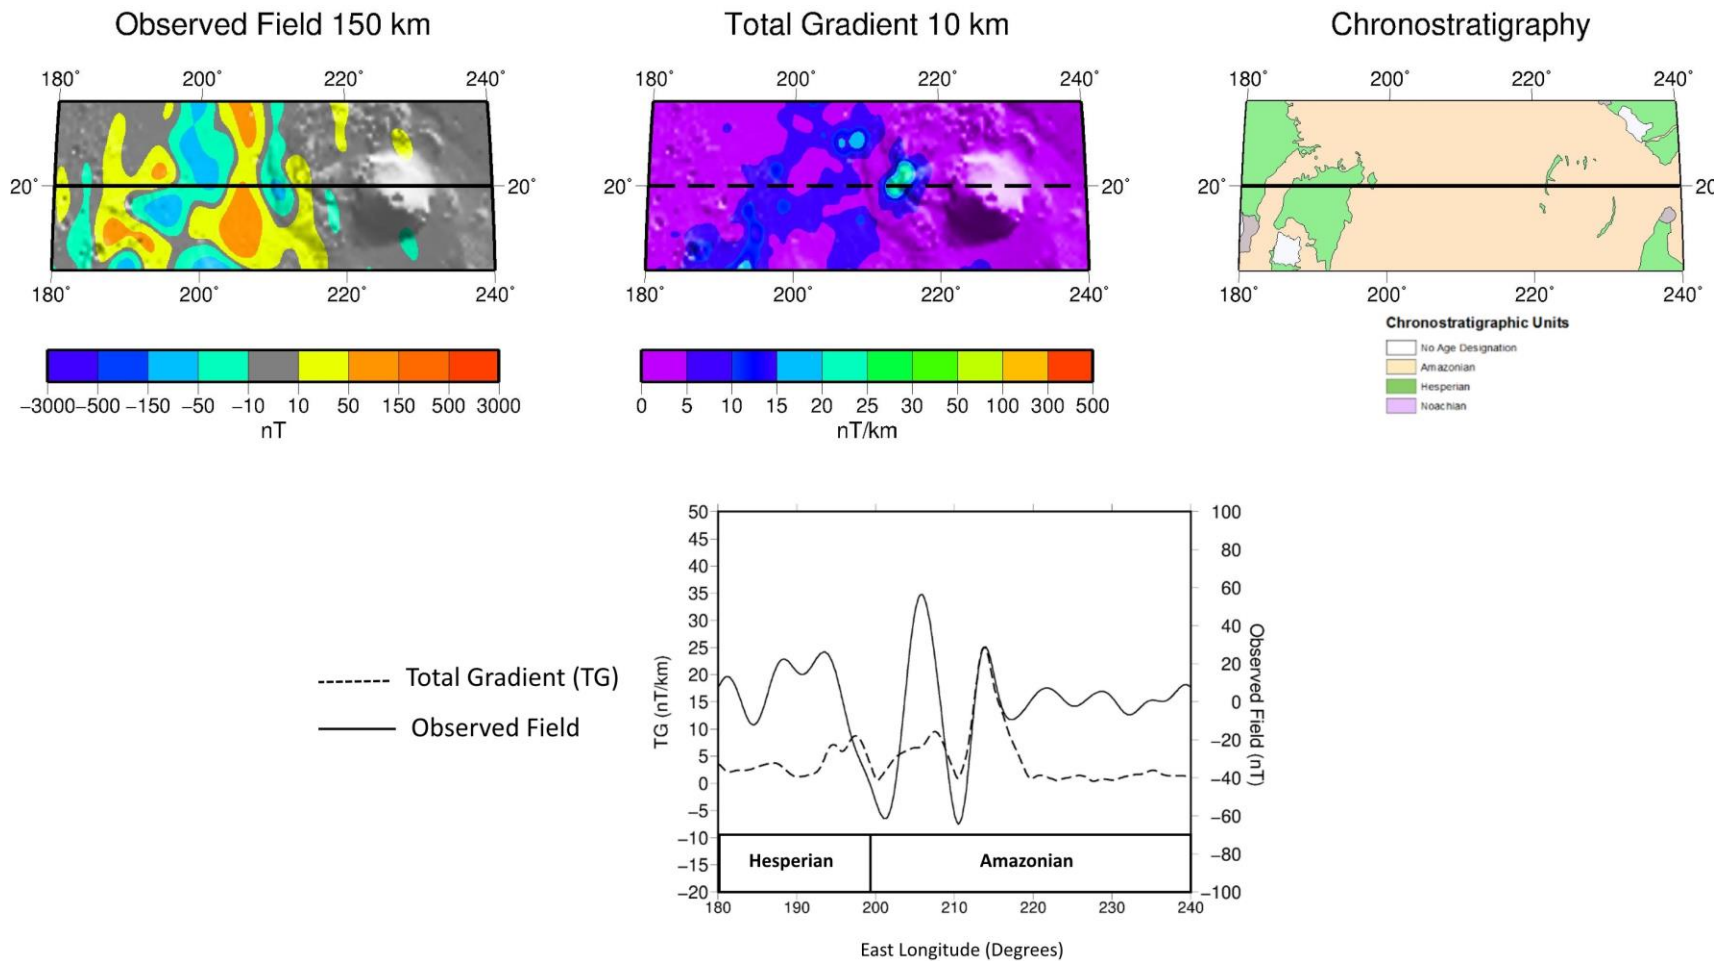 Observed Field 150 km
Total Gradient 10 km
Chronostratigraphy
180° 200° 220° 240°
180° 200° 220° 240°
180° 200° 220° 240°
20° 20°
20° 20°
20° 20
180° 200° 220° 240°
180° 200° 220° 240°
180° 200° 220° 240°
−3000 −500 −150 −50 −10 10 50 150 500 3000
nT
0 5 10 15 20 25 30 50 100 300 500
nT/km
Chronostratigraphic Units
No Age Designation
Amazonian
Hesperian
Noachian
Total Gradient (TG)
Observed Field
TG (nT/km)
50
45
40
35
30
25
20
15
10
5
0
−5
−10
−15
−20
100
80
60
40
20
0
−20
−40
−60
−80
−100
Observed Field (nT)
Hesperian Amazonian
180 190 200 210 220 230 240
East Longitude (Degrees)